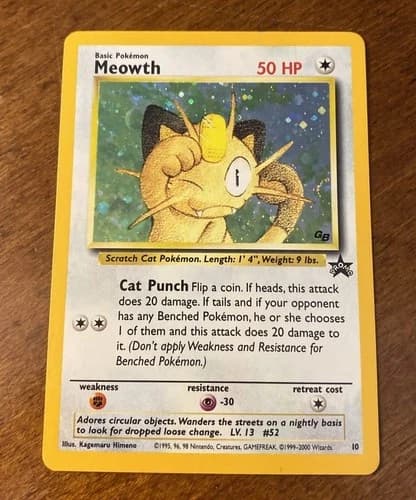 Basic Pokémon
Meowth 50 HP
GB
Scratch Cat Pokémon. Length: 1' 4", Weight: 9 lbs.
PROMO
Cat Punch Flip a coin. If heads, this attack
does 20 damage. If tails and if your opponent
has any Benched Pokémon, he or she chooses
1 of them and this attack does 20 damage to
it. (Don't apply Weakness and Resistance for
Benched Pokémon.)
weakness resistance retreat cost
-30
Adores circular objects. Wanders the streets on a nightly basis
to look for dropped loose change. LV. 13 #52
Illus. Kagemaru Himeno ©1995, 96, 98 Nintendo, Creatures, GAMEFREAK. ©1999-2000 Wizards. 10